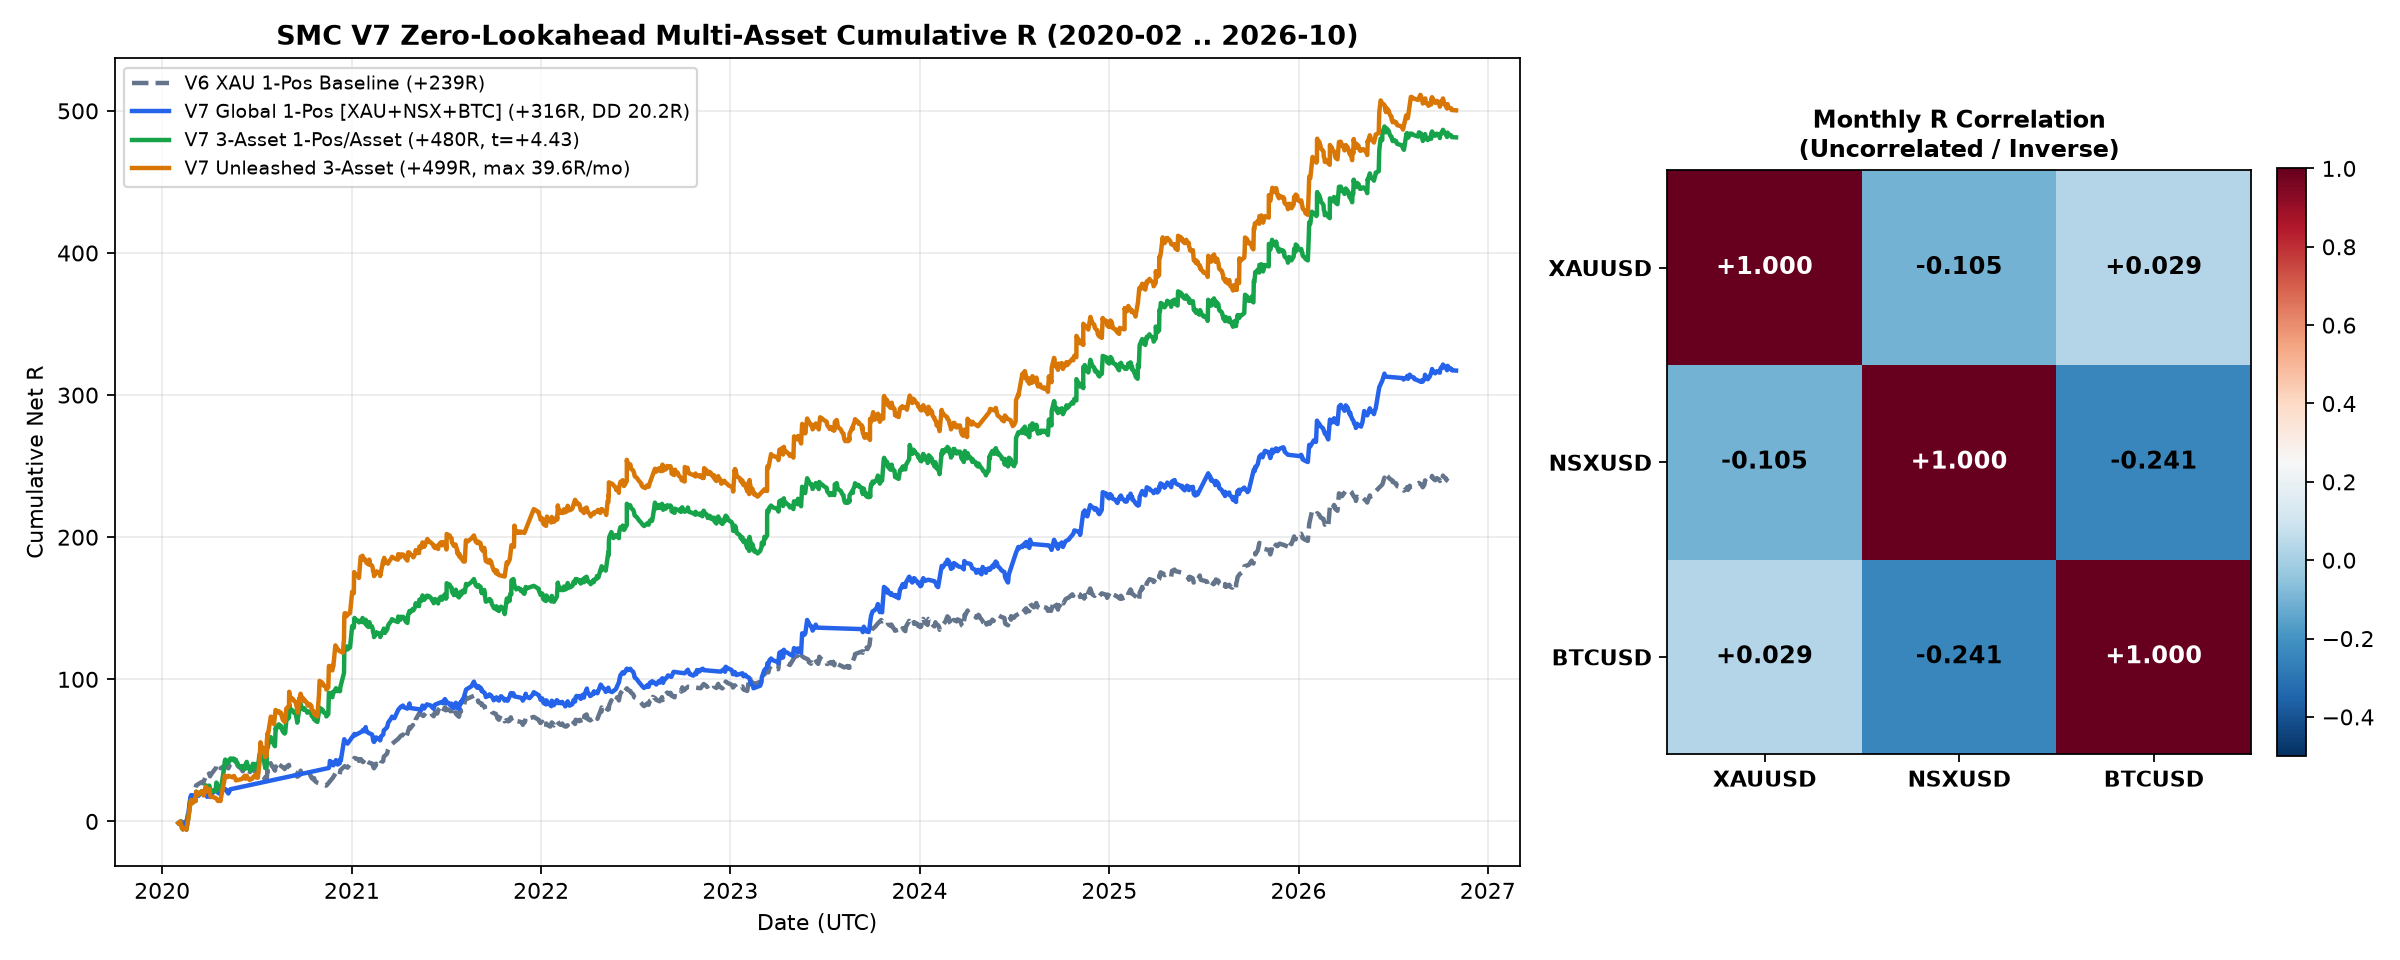 SMC V7 Zero-Lookahead Multi-Asset Cumulative R (2020-02 .. 2026-10)
V6 XAU 1-Pos Baseline (+239R)
V7 Global 1-Pos [XAU+NSX+BTC] (+316R, DD 20.2R)
V7 3-Asset 1-Pos/Asset (+480R, t=+4.43)
V7 Unleashed 3-Asset (+499R, max 39.6R/mo)
Cumulative Net R
500
400
300
200
100
0
2020 2021 2022 2023 2024 2025 2026 2027
Date (UTC)
Monthly R Correlation
(Uncorrelated / Inverse)
XAUUSD +1.000 -0.105 +0.029
NSXUSD -0.105 +1.000 -0.241
BTCUSD +0.029 -0.241 +1.000
XAUUSD NSXUSD BTCUSD
1.0
0.8
0.6
0.4
0.2
0.0
−0.2
−0.4